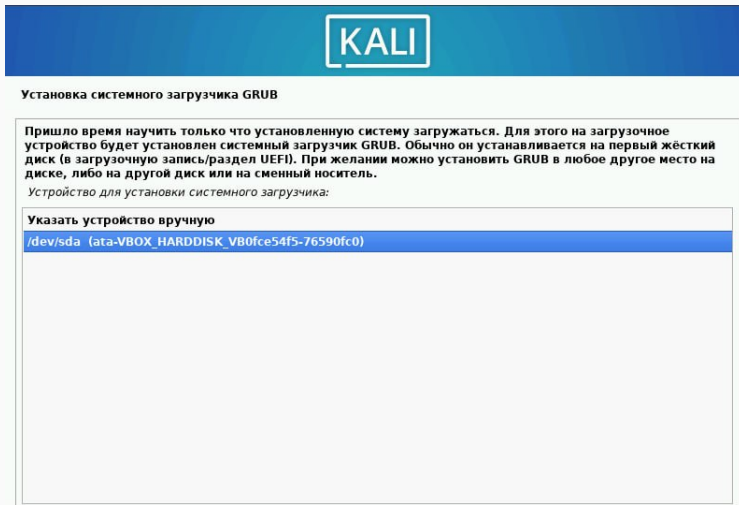 KALI
Установка системного загрузчика GRUB
Пришло время научить только что установленную систему загружаться. Для этого на загрузочное
устройство будет установлен системный загрузчик GRUB. Обычно он устанавливается на первый жёсткий
диск (в загрузочную запись/раздел UEFI). При желании можно установить GRUB в любое другое место на
диске, либо на другой диск или на сменный носитель.
Устройство для установки системного загрузчика:
Указать устройство вручную
/dev/sda (ata-VBOX_HARDDISK_VB0fce54f5-76590fc0)